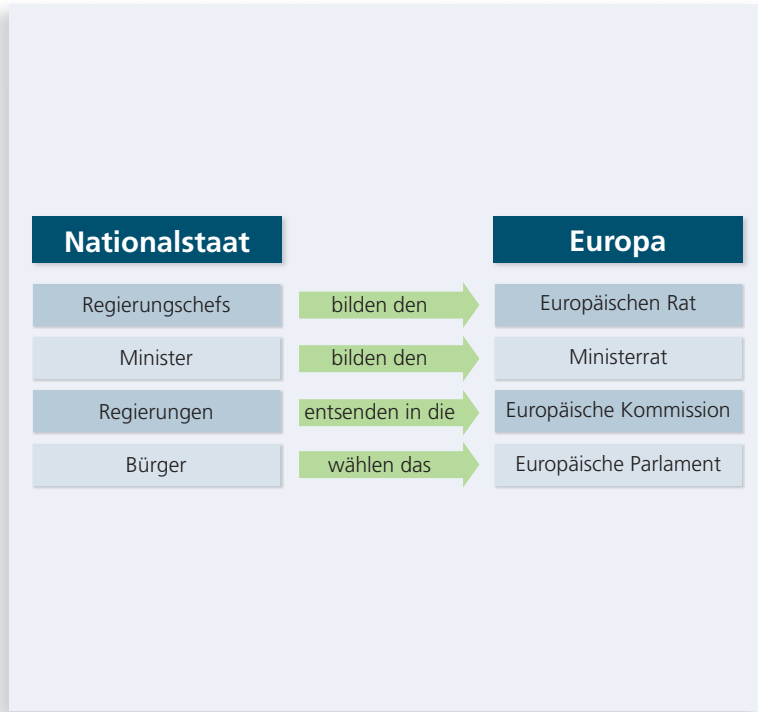 Nationalstaat Europa
Regierungschefs bilden den Europäischen Rat
Minister bilden den Ministerrat
Regierungen entsenden in die Europäische Kommission
Bürger wählen das Europäische Parlament